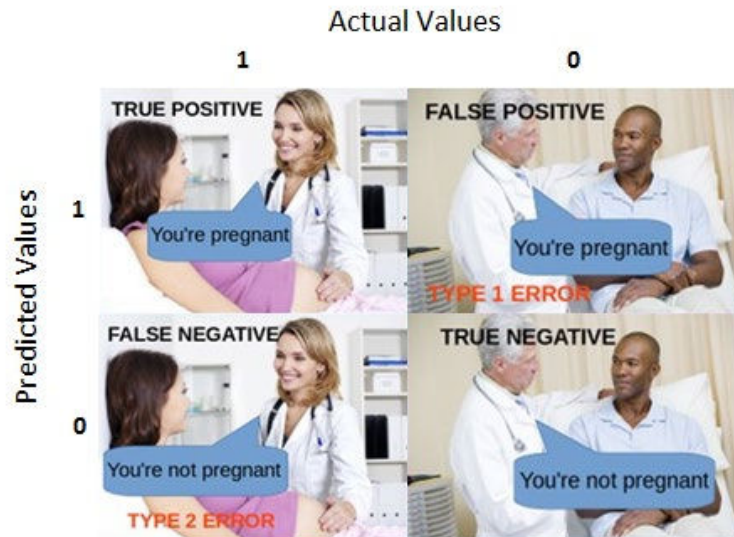 Actual Values
1 0
Predicted Values
1
0
TRUE POSITIVE
You're pregnant
FALSE POSITIVE
You're pregnant
TYPE 1 ERROR
FALSE NEGATIVE
You're not pregnant
TYPE 2 ERROR
TRUE NEGATIVE
You're not pregnant